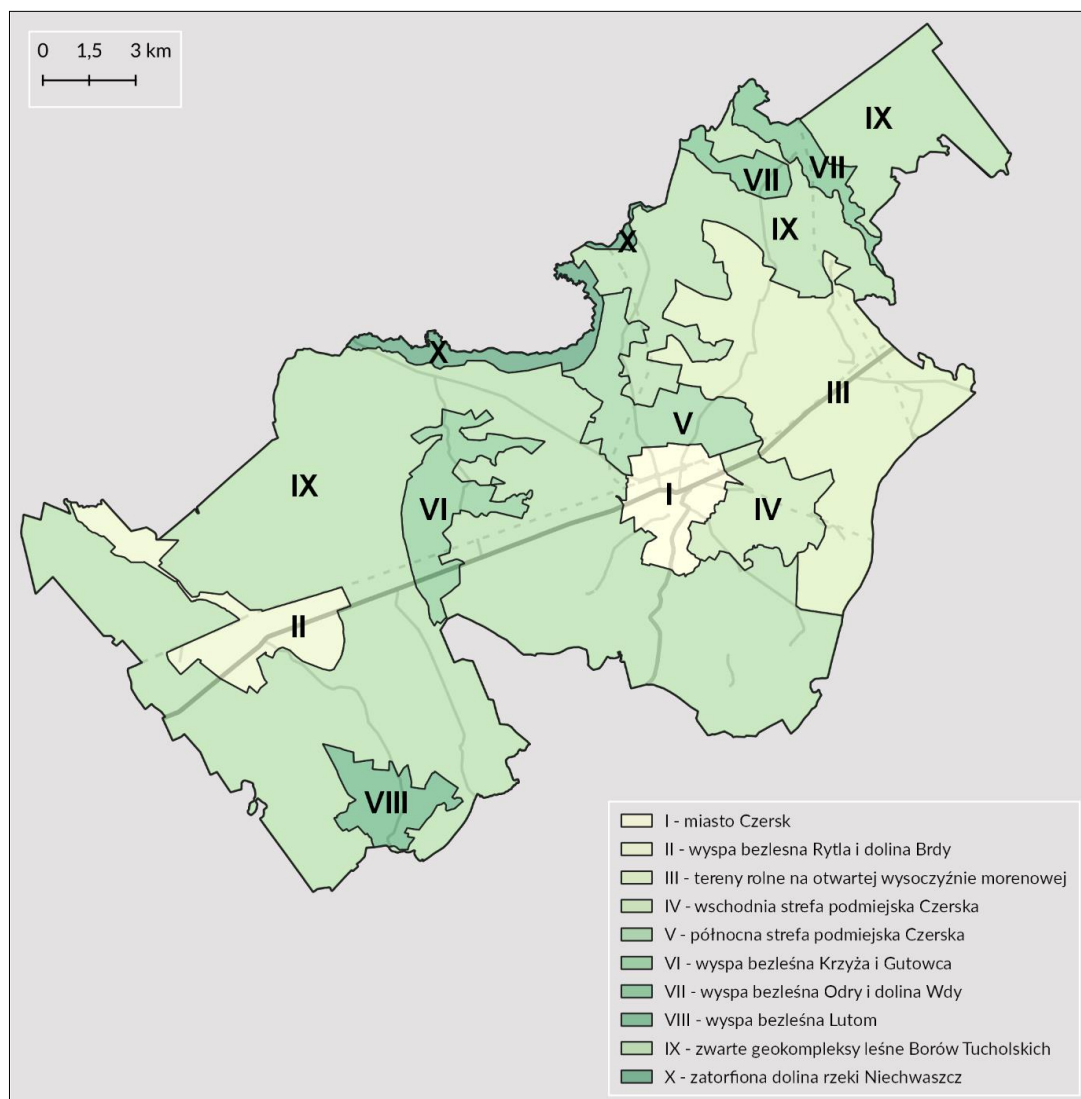 0 1,5 3 km
IX
VII
VII
IX
X
X
III
V
IX
VI
I
IV
II
VIII
I - miasto Czersk
II - wyspa bezlesna Rytla i dolina Brdy
III - tereny rolne na otwartej wysoczyźnie morenowej
IV - wschodnia strefa podmiejska Czerska
V - północna strefa podmiejska Czerska
VI - wyspa bezleśna Krzyża i Gutowca
VII - wyspa bezleśna Odry i dolina Wdy
VIII - wyspa bezleśna Lutom
IX - zwarte geokompleksy leśne Borów Tucholskich
X - zatorfiona dolina rzeki Niechwaszcz